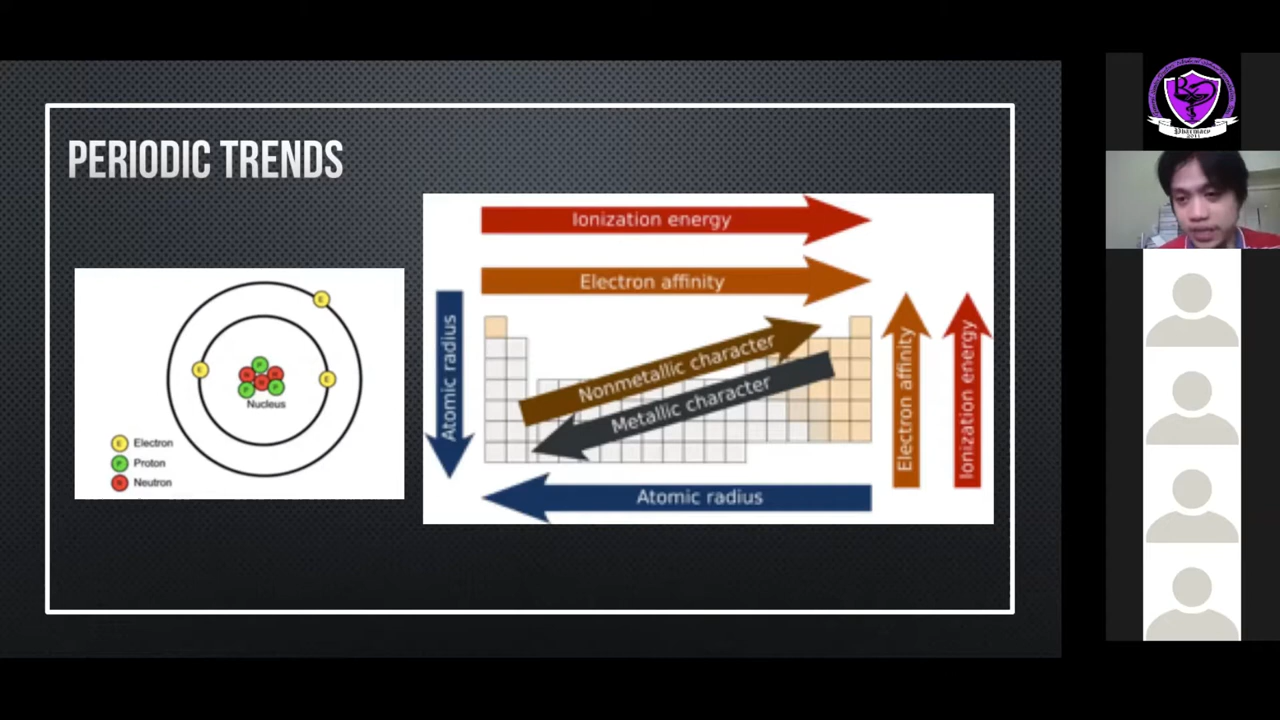 PERIODIC TRENDS
Ionization energy
Electron affinity
Atomic radius
Nonmetallic character
Metallic character
Electron affinity
Ionization energy
Atomic radius
E
E
E
P
N
N
N
P
P
Nucleus
E Electron
P Proton
N Neutron
Pharmacy